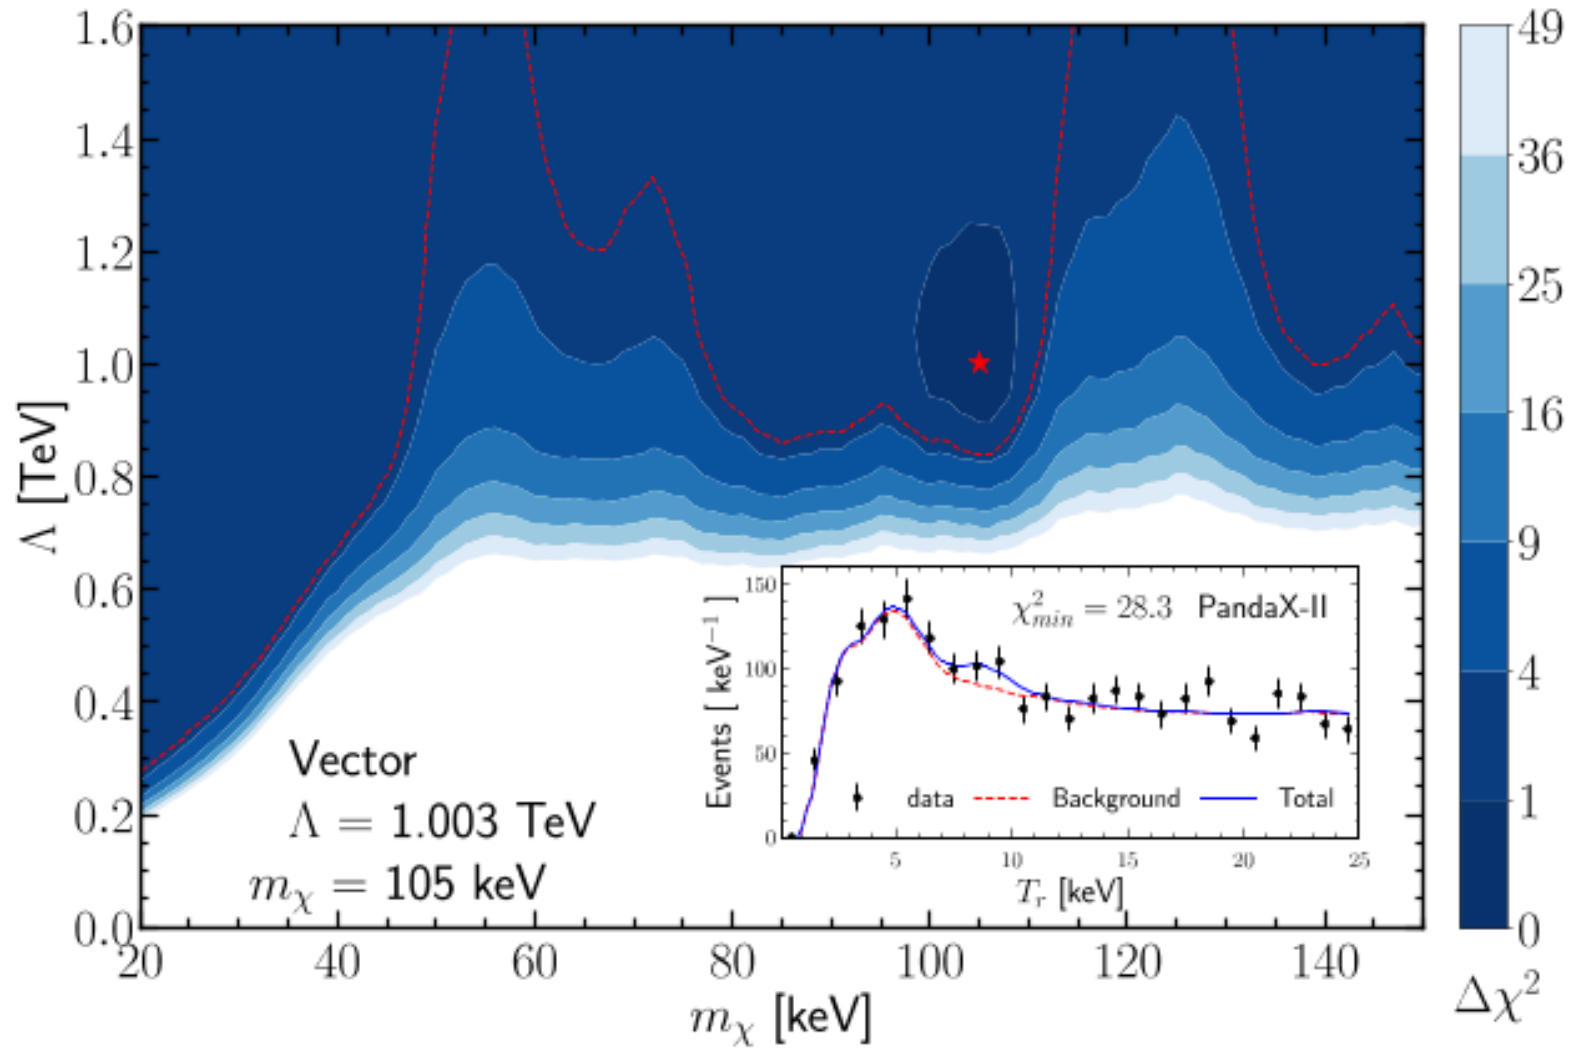 1.6
1.4
1.2
1.0
0.8
0.6
0.4
0.2
0.0
Λ [TeV]
20 40 60 80 100 120 140
m_χ [keV]
Vector
Λ = 1.003 TeV
m_χ = 105 keV
150
100
50
0
Events [ keV⁻¹ ]
χ²_min = 28.3 PandaX-II
data Background Total
5 10 15 20 25
T_r [keV]
49
36
25
16
9
4
1
0
Δχ²